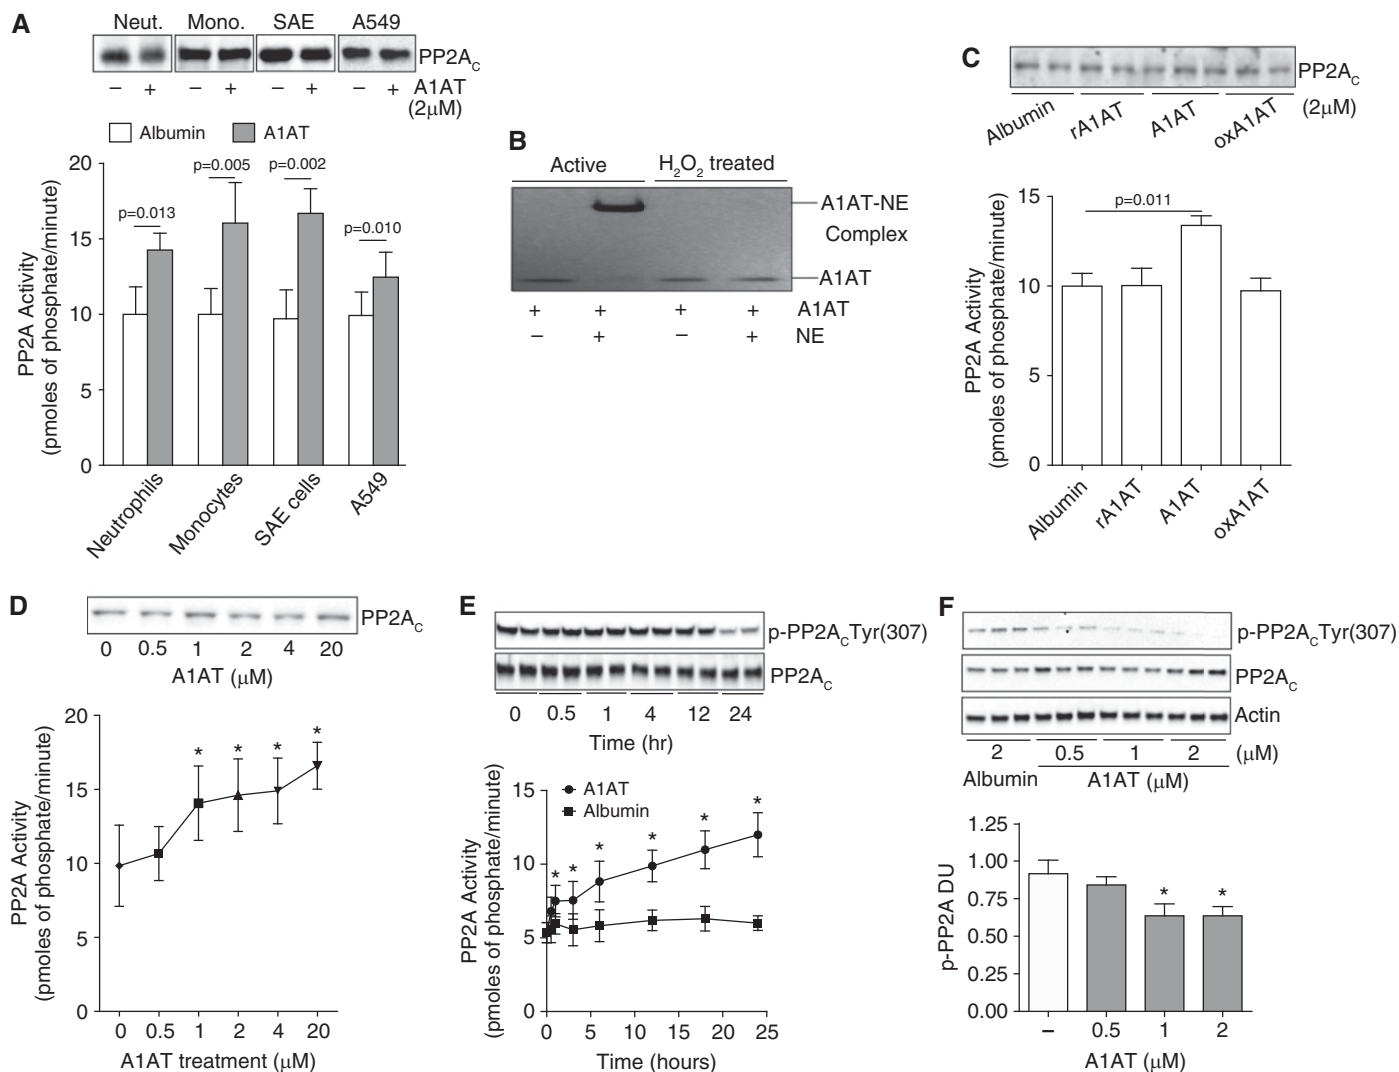 A
Neut. Mono. SAE A549
PP2AC
– + – + – + – + A1AT
(2µM)
Albumin A1AT
PP2A Activity
(pmoles of phosphate/minute)
20
15
10
5
0
p=0.013
p=0.005
p=0.002
p=0.010
Neutrophils
Monocytes
SAE cells
A549
B
Active H2O2 treated
A1AT-NE
Complex
A1AT
+ + + + A1AT
– + – + NE
C
PP2AC
Albumin rA1AT A1AT oxA1AT (2µM)
PP2A Activity
(pmoles of phosphate/minute)
15
10
5
0
p=0.011
Albumin
rA1AT
A1AT
oxA1AT
D
PP2AC
0 0.5 1 2 4 20
A1AT (µM)
PP2A Activity
(pmoles of phosphate/minute)
20
15
10
5
0
* * * *
0 0.5 1 2 4 20
A1AT treatment (µM)
E
p-PP2ACTyr(307)
PP2AC
0 0.5 1 4 12 24
Time (hr)
PP2A Activity
(pmoles of phosphate/minute)
15
10
5
0
A1AT
Albumin
* * * * * *
0 5 10 15 20 25
Time (hours)
F
p-PP2ACTyr(307)
PP2AC
Actin
2 0.5 1 2 (µM)
Albumin A1AT (µM)
p-PP2A DU
1.25
1.00
0.75
0.50
0.25
0.00
* *
– 0.5 1 2
A1AT (µM)